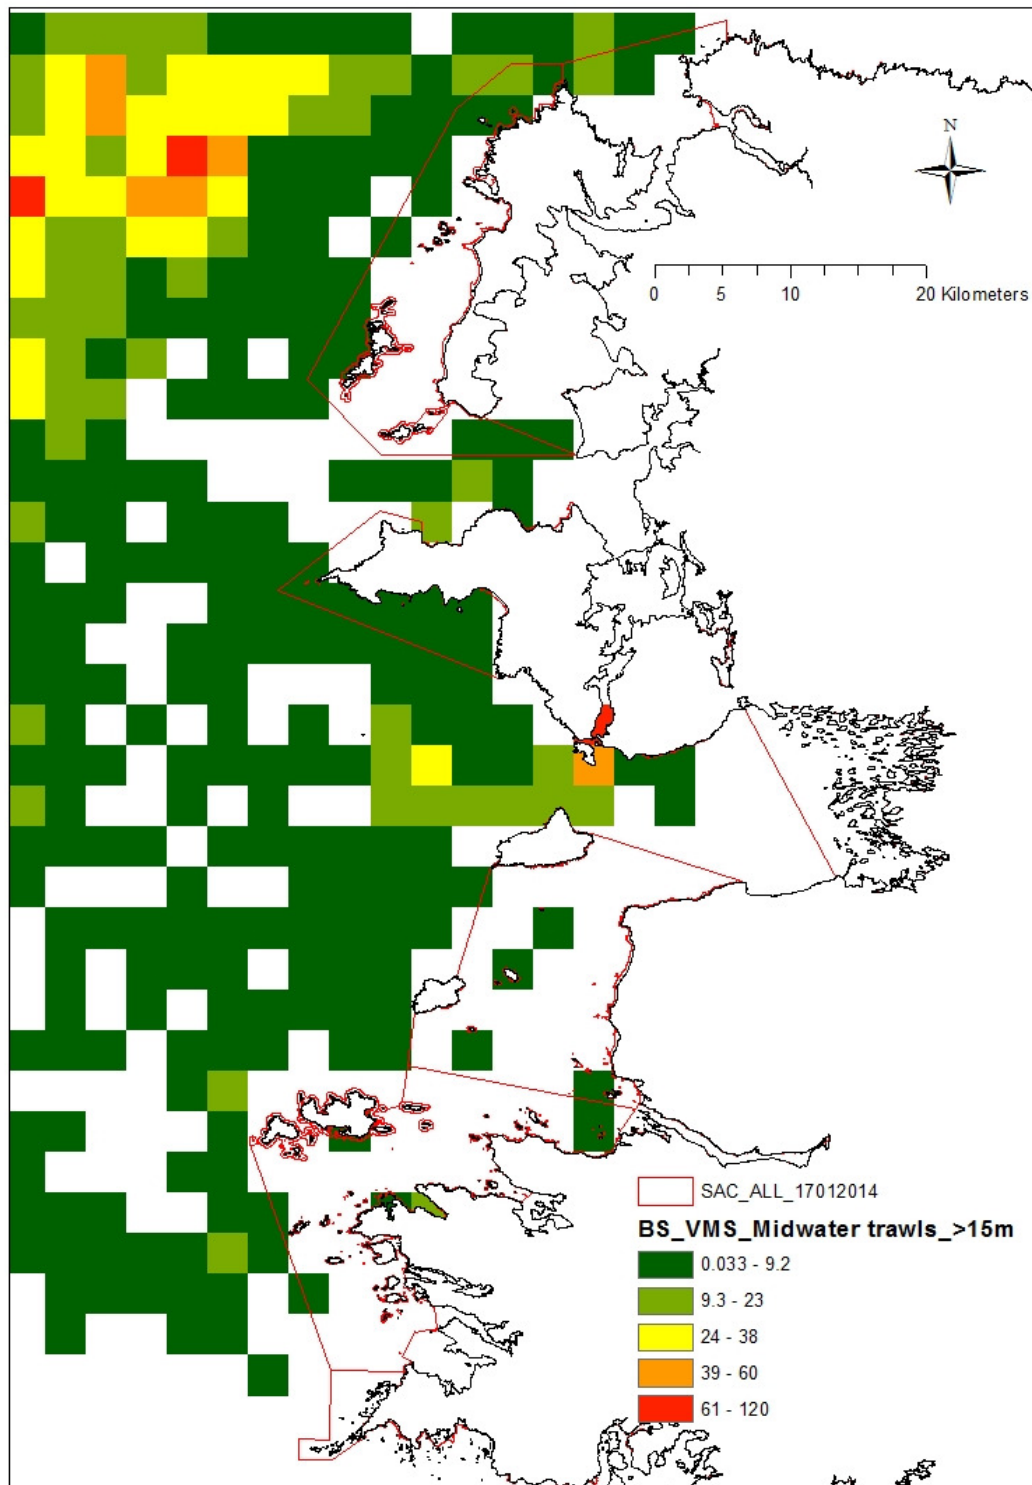 N
0 5 10 20 Kilometers
SAC_ALL_17012014
BS_VMS_Midwater trawls_>15m
0.033 - 9.2
9.3 - 23
24 - 38
39 - 60
61 - 120